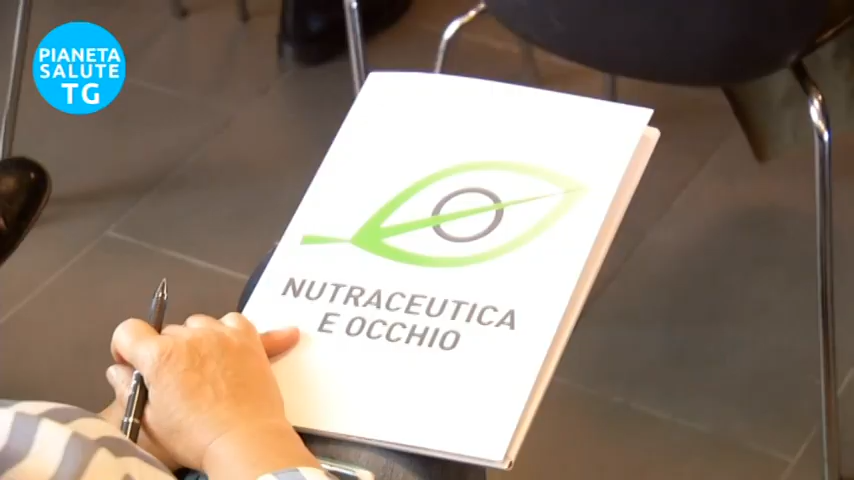 PIANETA
SALUTE
TG
NUTRACEUTICA
E OCCHIO